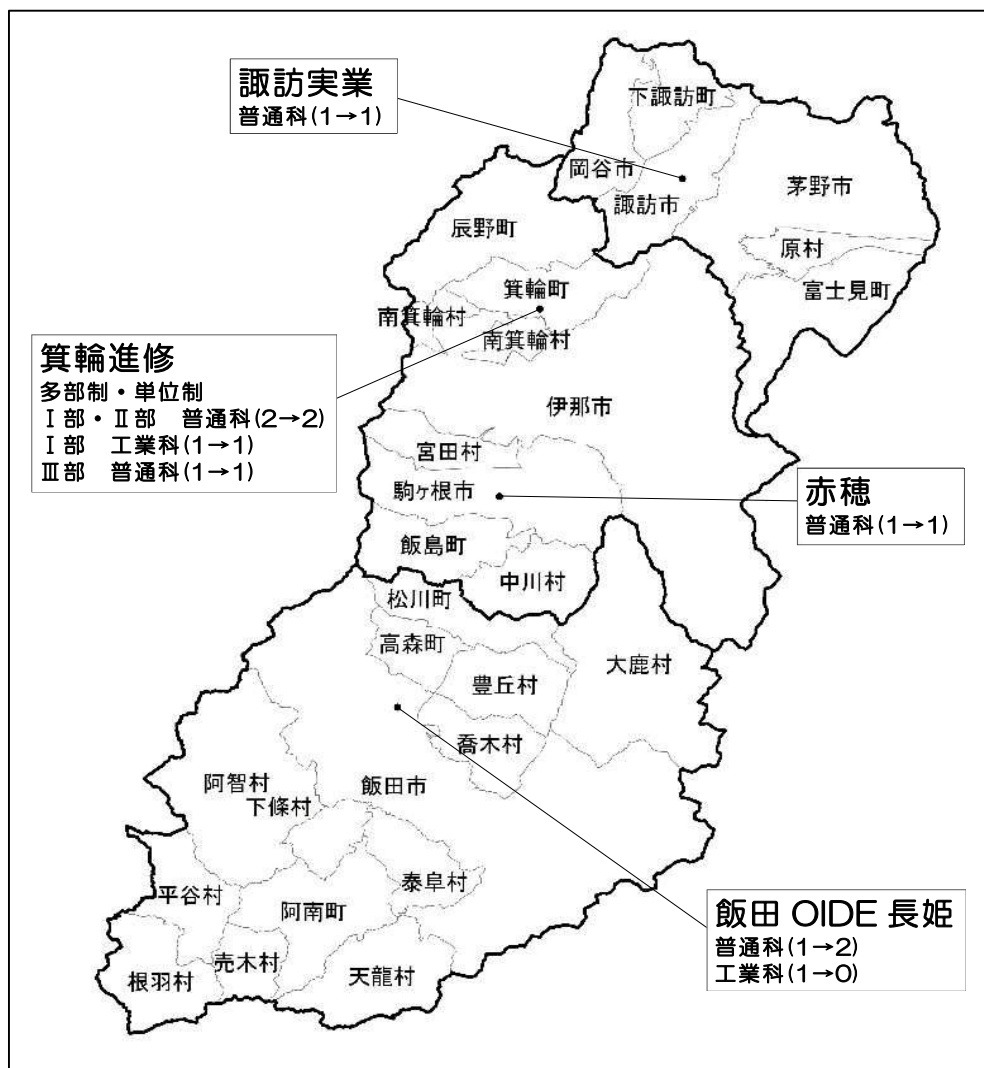 諏訪実業
普通科(1→1)
下諏訪町
岡谷市
諏訪市
茅野市
原村
富士見町
辰野町
箕輪町
南箕輪村
南箕輪村
箕輪進修
多部制・単位制
Ⅰ部・Ⅱ部 普通科(2→2)
Ⅰ部 工業科(1→1)
Ⅲ部 普通科(1→1)
伊那市
宮田村
駒ヶ根市
赤穂
普通科(1→1)
飯島町
中川村
松川町
高森町
豊丘村
大鹿村
喬木村
阿智村
下條村
飯田市
平谷村
阿南町
泰阜村
根羽村
売木村
天龍村
飯田 OIDE 長姫
普通科(1→2)
工業科(1→0)